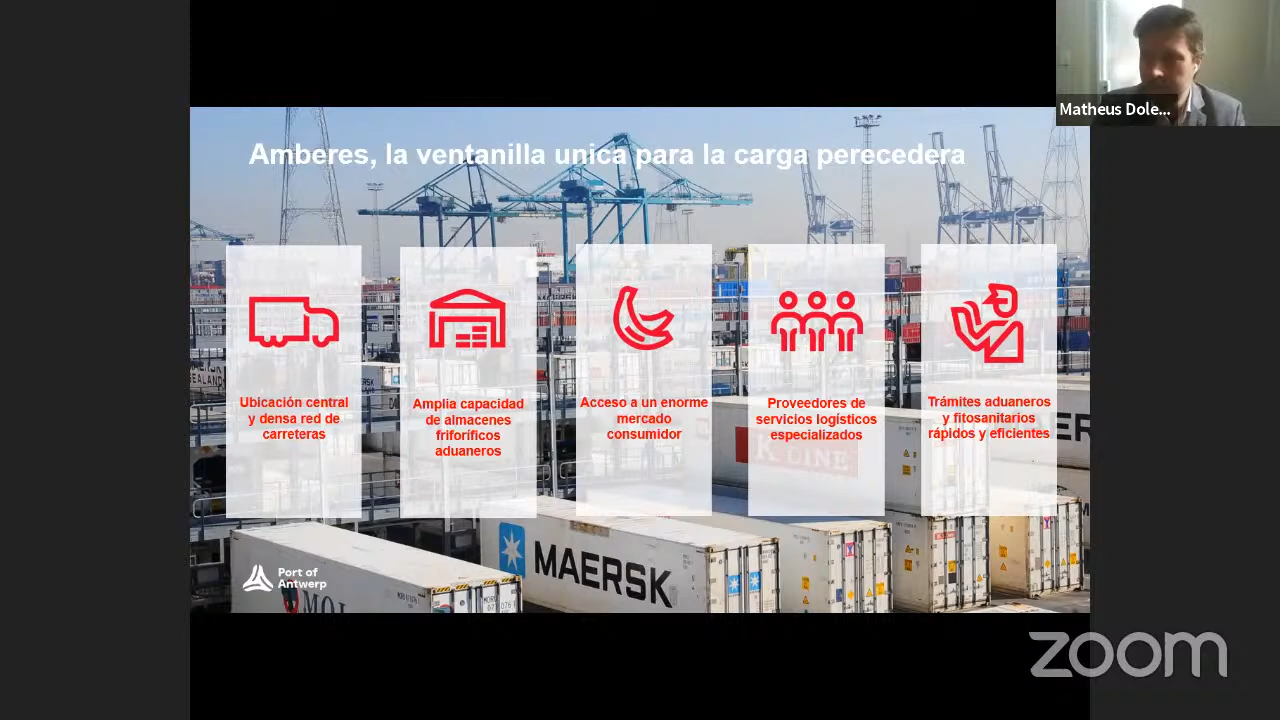 Matheus Dole...
Amberes, la ventanilla unica para la carga perecedera
Ubicación central
y densa red de
carreteras
Amplia capacidad
de almacenes
friforíficos
aduaneros
Acceso a un enorme
mercado
consumidor
Proveedores de
servicios logísticos
especializados
Trámites aduaneros
y fitosanitarios
rápidos y eficientes
MAERSK
Port of
Antwerp
zoom